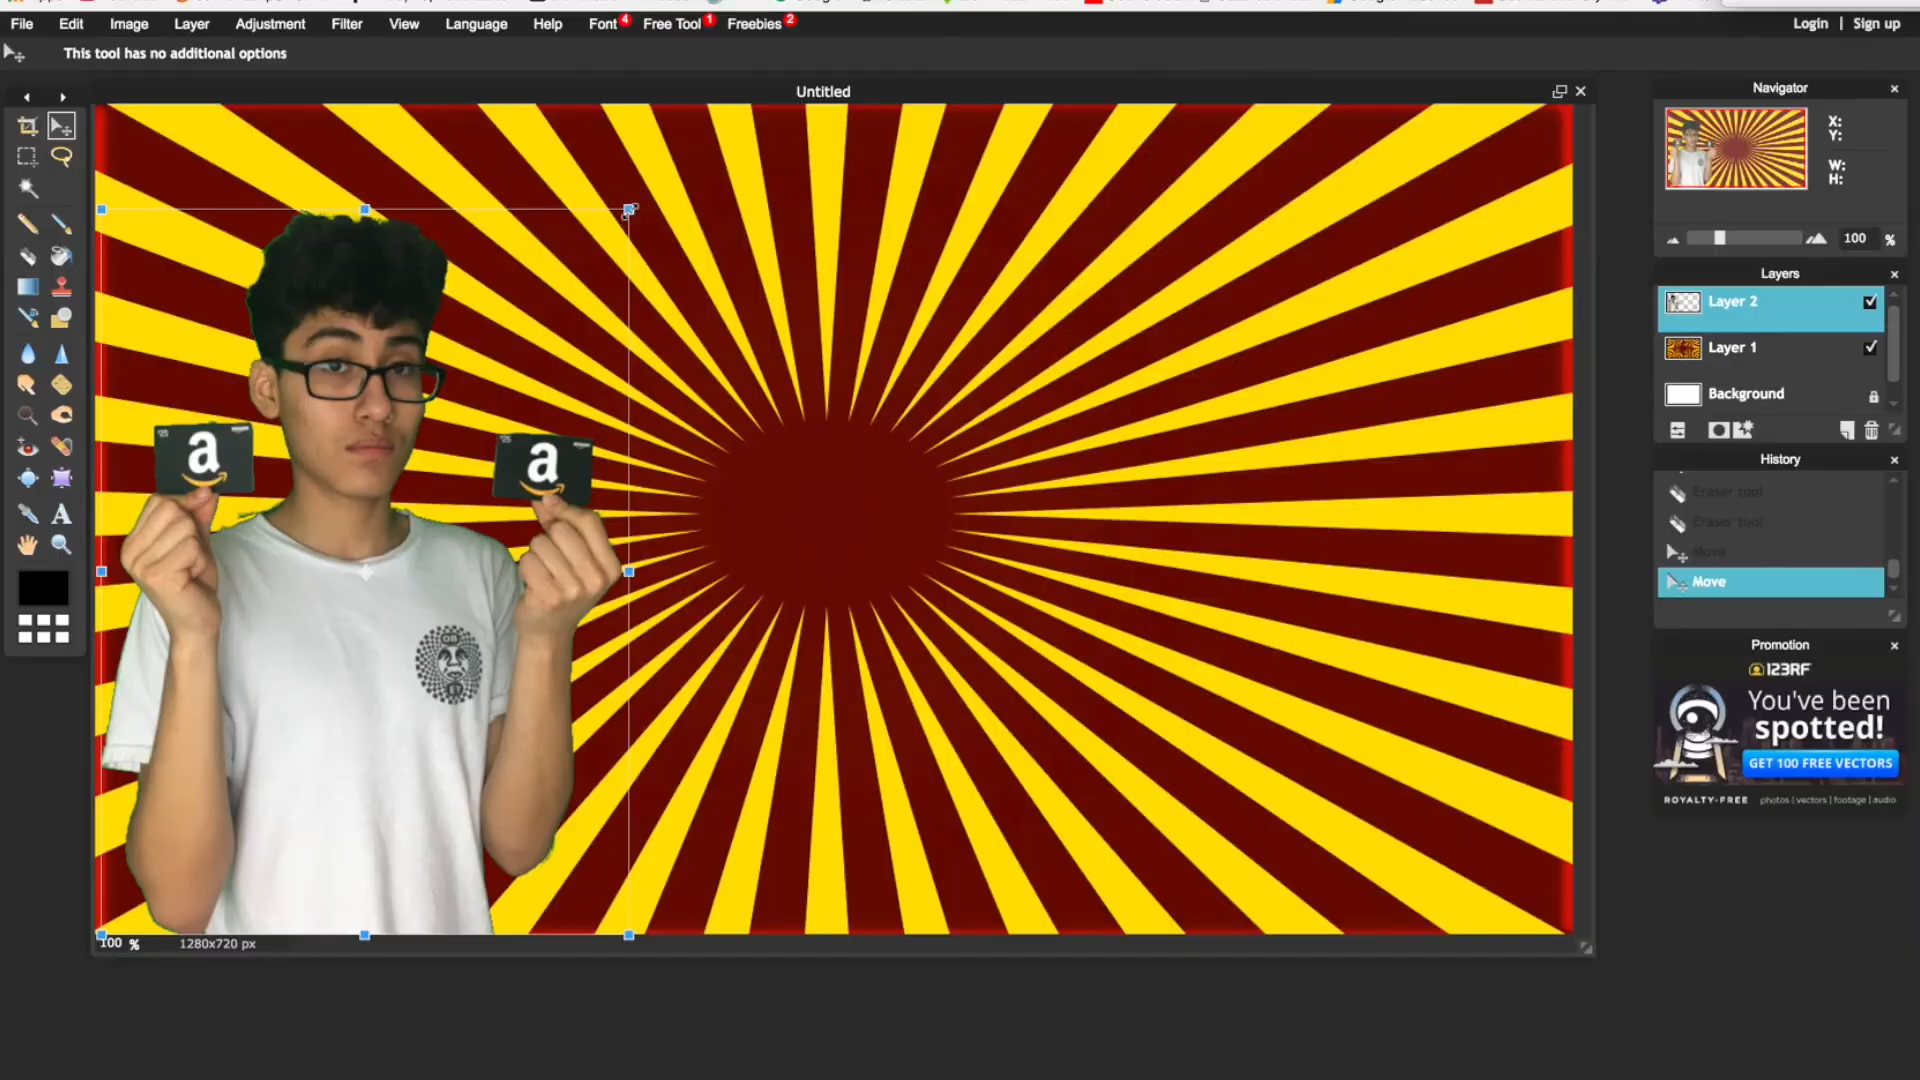 File Edit Image Layer Adjustment Filter View Language Help Font 4 Free Tool 1 Freebies 2 Login | Sign up
This tool has no additional options
Untitled
Navigator
X:
Y:
W:
H:
100 %
Layers
Layer 2
Layer 1
Background
History
Eraser tool
Eraser tool
Move
Move
Promotion
123RF
You've been
spotted!
GET 100 FREE VECTORS
ROYALTY-FREE photos | vectors | footage | audio
a
a
A
100 % 1280x720 px